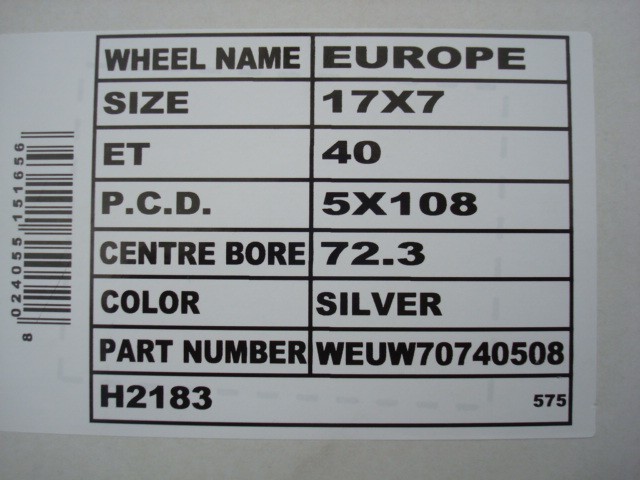 WHEEL NAME EUROPE
SIZE 17X7
ET 40
P.C.D. 5X108
CENTRE BORE 72.3
COLOR SILVER
PART NUMBER WEUW70740508
H2183 575
8 024055 151656